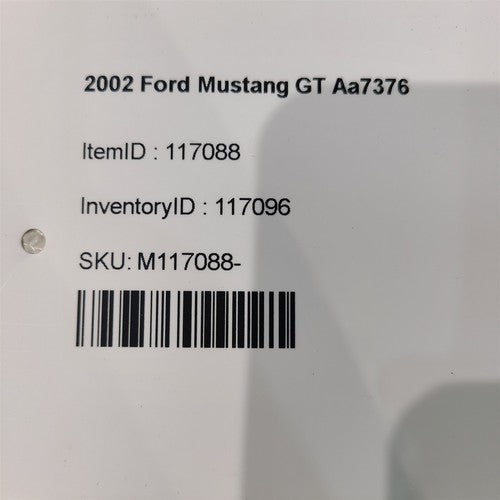 2002 Ford Mustang GT Aa7376
ItemID : 117088
InventoryID : 117096
SKU: M117088-